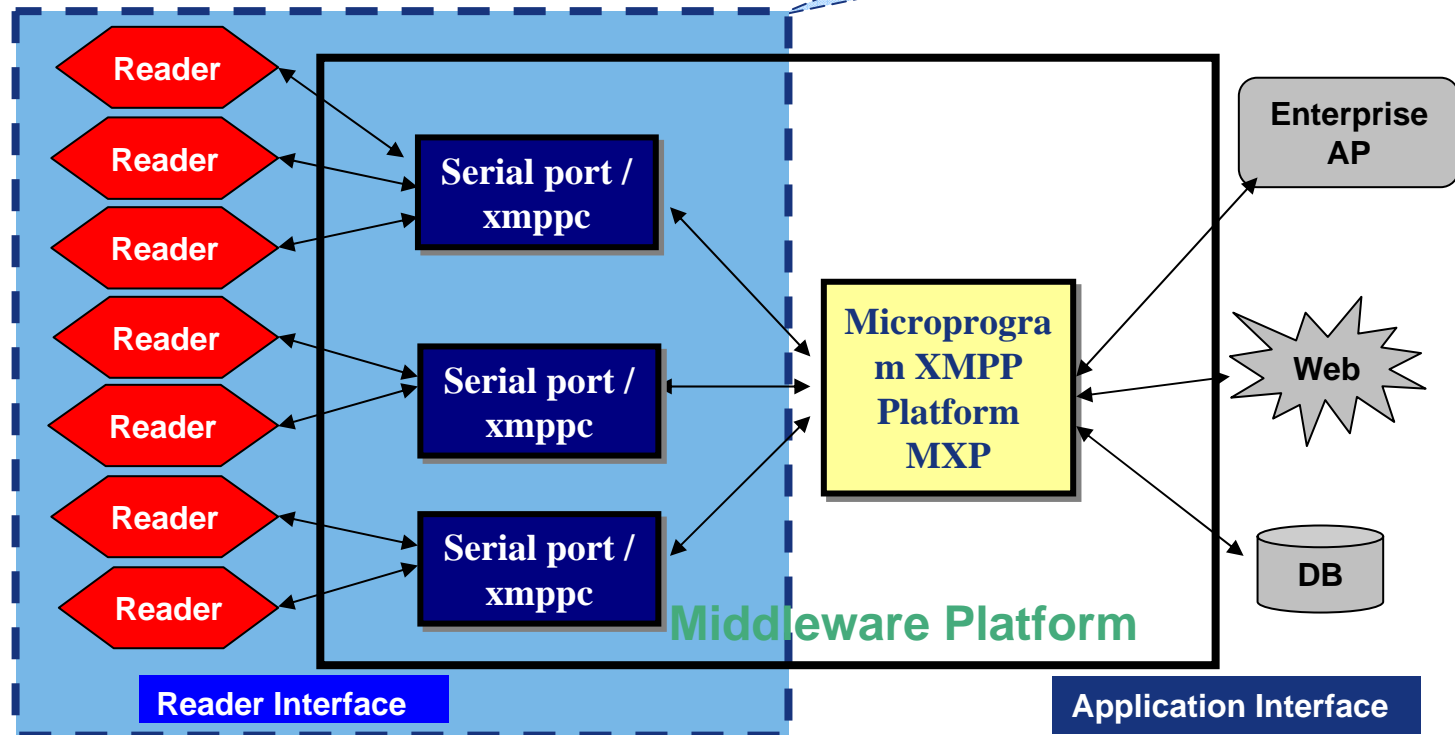 Reader
Reader
Reader
Reader
Reader
Reader
Reader
Serial port /
xmppc
Serial port /
xmppc
Serial port /
xmppc
Microprogra
m XMPP
Platform
MXP
Enterprise
AP
Web
DB
Middleware Platform
Reader Interface
Application Interface